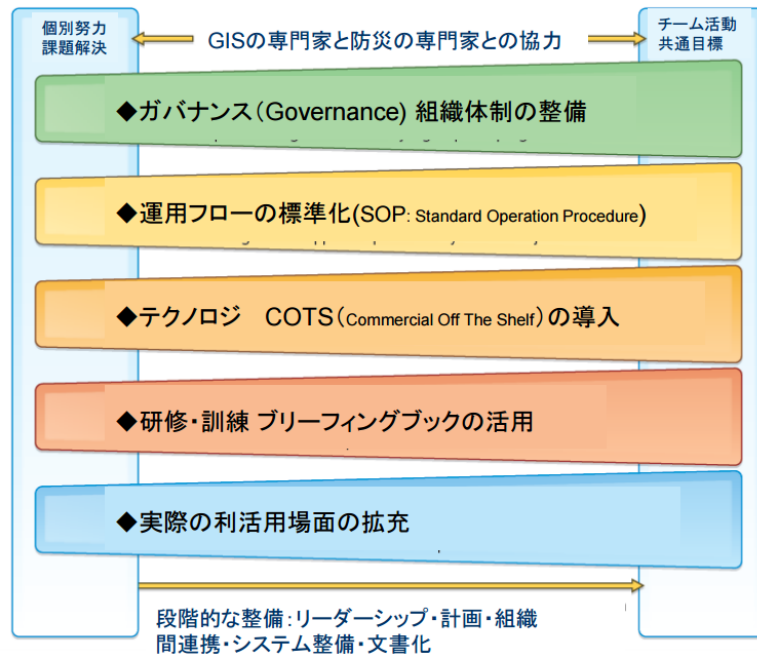 個別努力
課題解決
GISの専門家と防災の専門家との協力
チーム活動
共通目標
◆ガバナンス(Governance) 組織体制の整備
◆運用フローの標準化(SOP: Standard Operation Procedure)
◆テクノロジ　COTS(Commercial Off The Shelf)の導入
◆研修・訓練 ブリーフィングブックの活用
◆実際の利活用場面の拡充
段階的な整備：リーダーシップ・計画・組織
間連携・システム整備・文書化